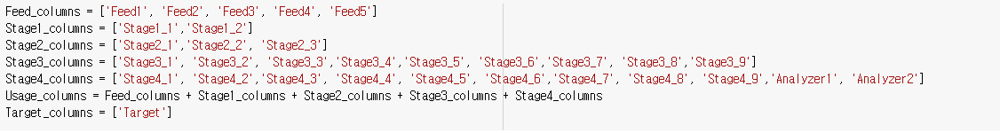 Feed_columns = ['Feed1', 'Feed2', 'Feed3', 'Feed4', 'Feed5']
Stage1_columns = ['Stage1_1','Stage1_2']
Stage2_columns = ['Stage2_1','Stage2_2', 'Stage2_3']
Stage3_columns = ['Stage3_1', 'Stage3_2', 'Stage3_3','Stage3_4','Stage3_5', 'Stage3_6','Stage3_7', 'Stage3_8','Stage3_9']
Stage4_columns = ['Stage4_1', 'Stage4_2','Stage4_3', 'Stage4_4', 'Stage4_5', 'Stage4_6','Stage4_7', 'Stage4_8', 'Stage4_9','Analyzer1', 'Analyzer2']
Usage_columns = Feed_columns + Stage1_columns + Stage2_columns + Stage3_columns + Stage4_columns
Target_columns = ['Target']